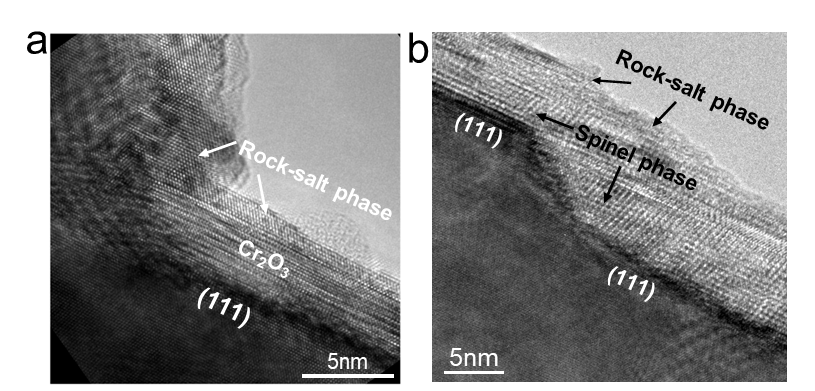 a
Rock-salt phase
Cr₂O₃
(111)
5nm
b
Rock-salt phase
(111)
Spinel phase
(111)
5nm